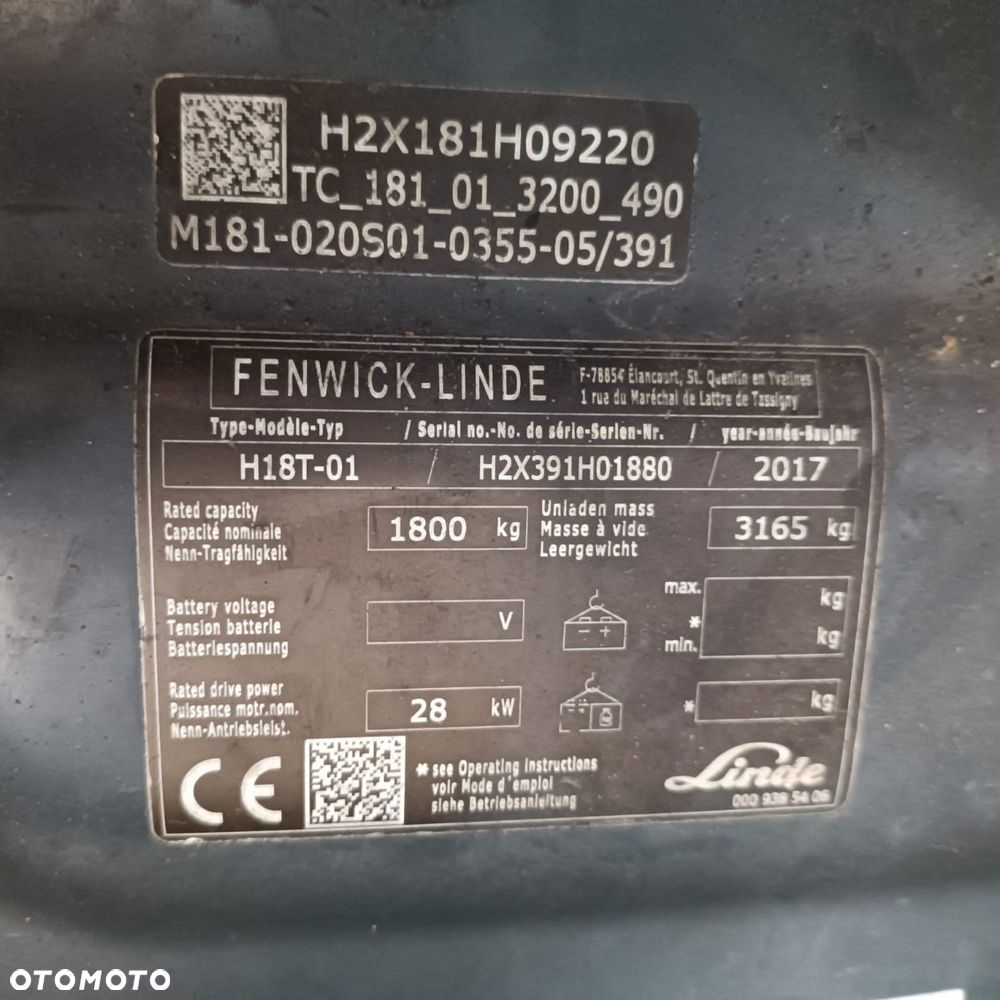 H2X181H09220
TC_181_01_3200_490
M181-020S01-0355-05/391
FENWICK-LINDE
F-78854 Élancourt, St. Quentin en Yvelines
1 rue du Maréchal de Lattre de Tassigny
Type-Modèle-Typ / Serial no.-No. de série-Serien-Nr. / year-année-Baujahr
H18T-01 / H2X391H01880 / 2017
Rated capacity
Capacité nominale
Nenn-Tragfähigkeit
1800 kg
Unladen mass
Masse à vide
Leergewicht
3165 kg
Battery voltage
Tension batterie
Batteriespannung
V
- +
max.
*
min.
kg
kg
Rated drive power
Puissance motr.nom.
Nenn-Antriebsleist.
28 kW
* kg
CE
* see Operating instructions
voir Mode d'emploi
siehe Betriebsanleitung
Linde
000 938 54 06
OTOMOTO